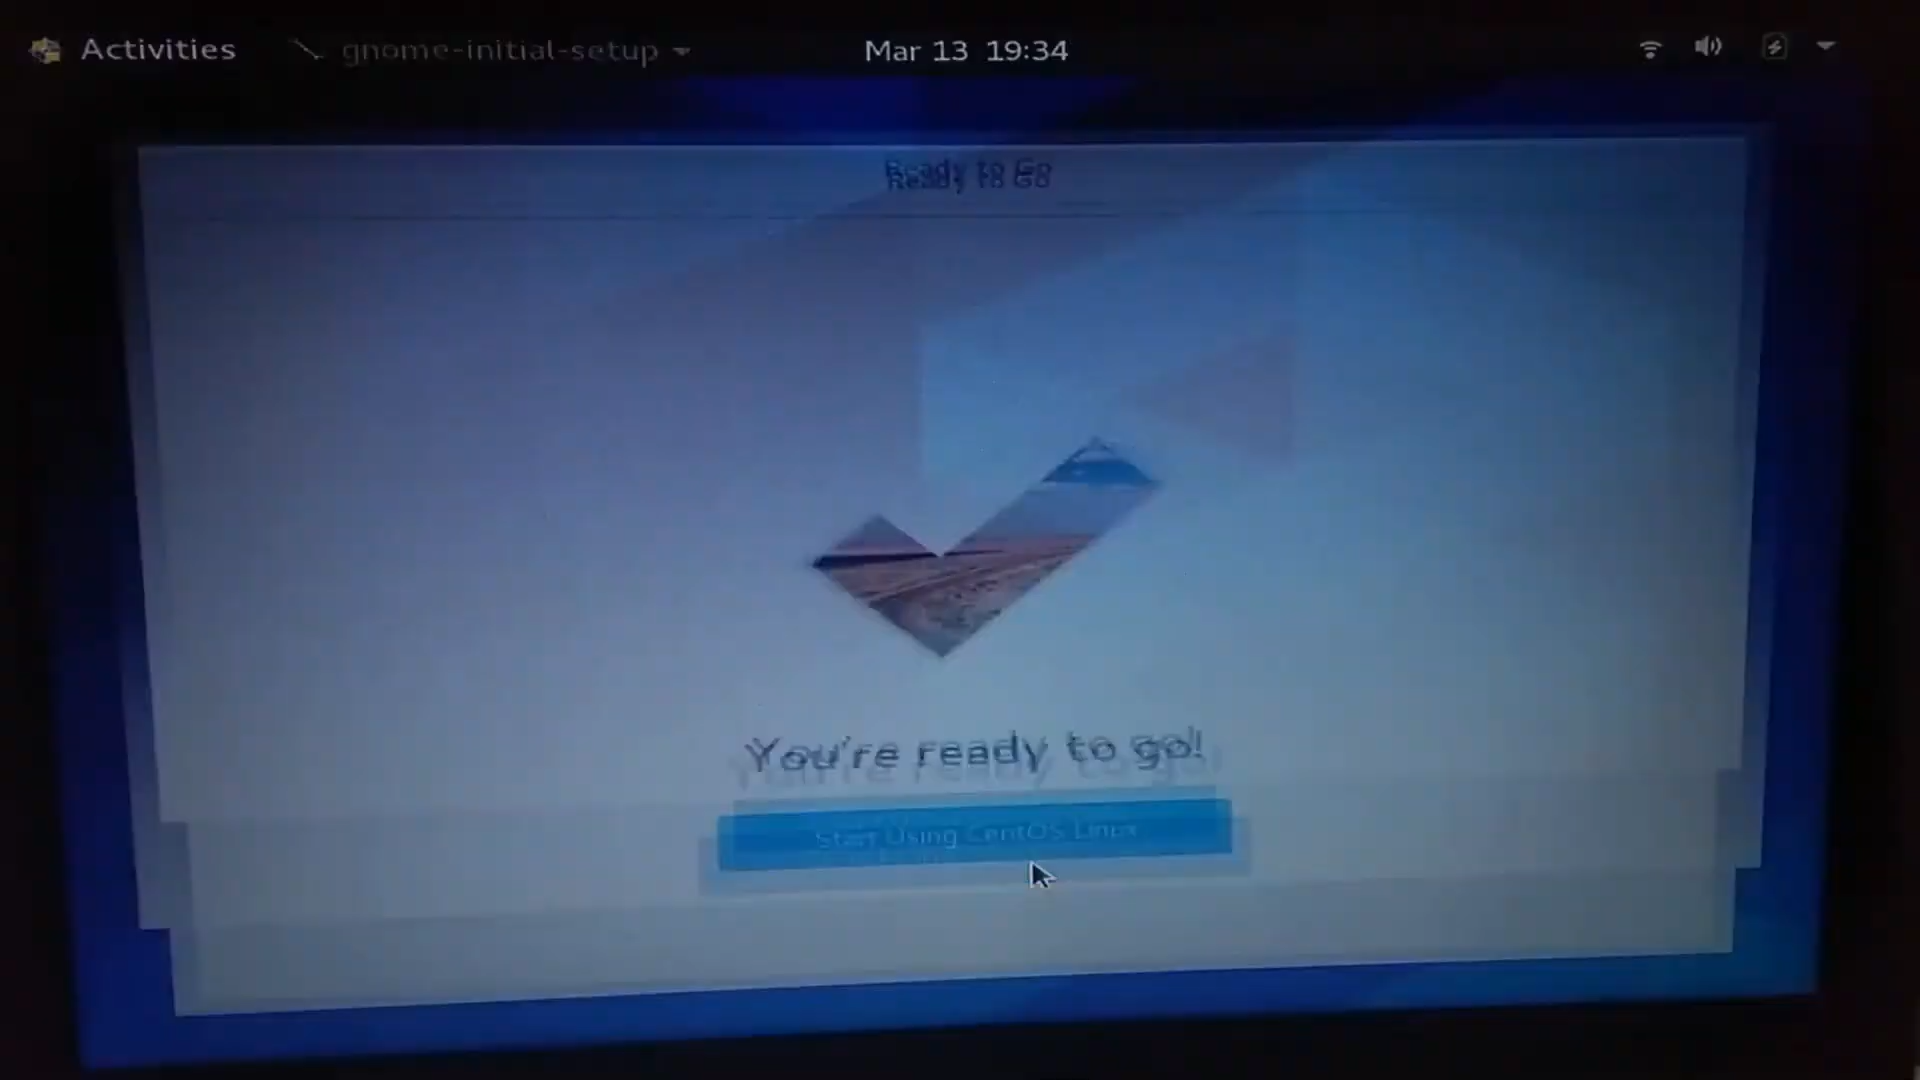 Activities gnome-initial-setup Mar 13 19:34
Ready to Go
You're ready to go!
Start Using CentOS Linux